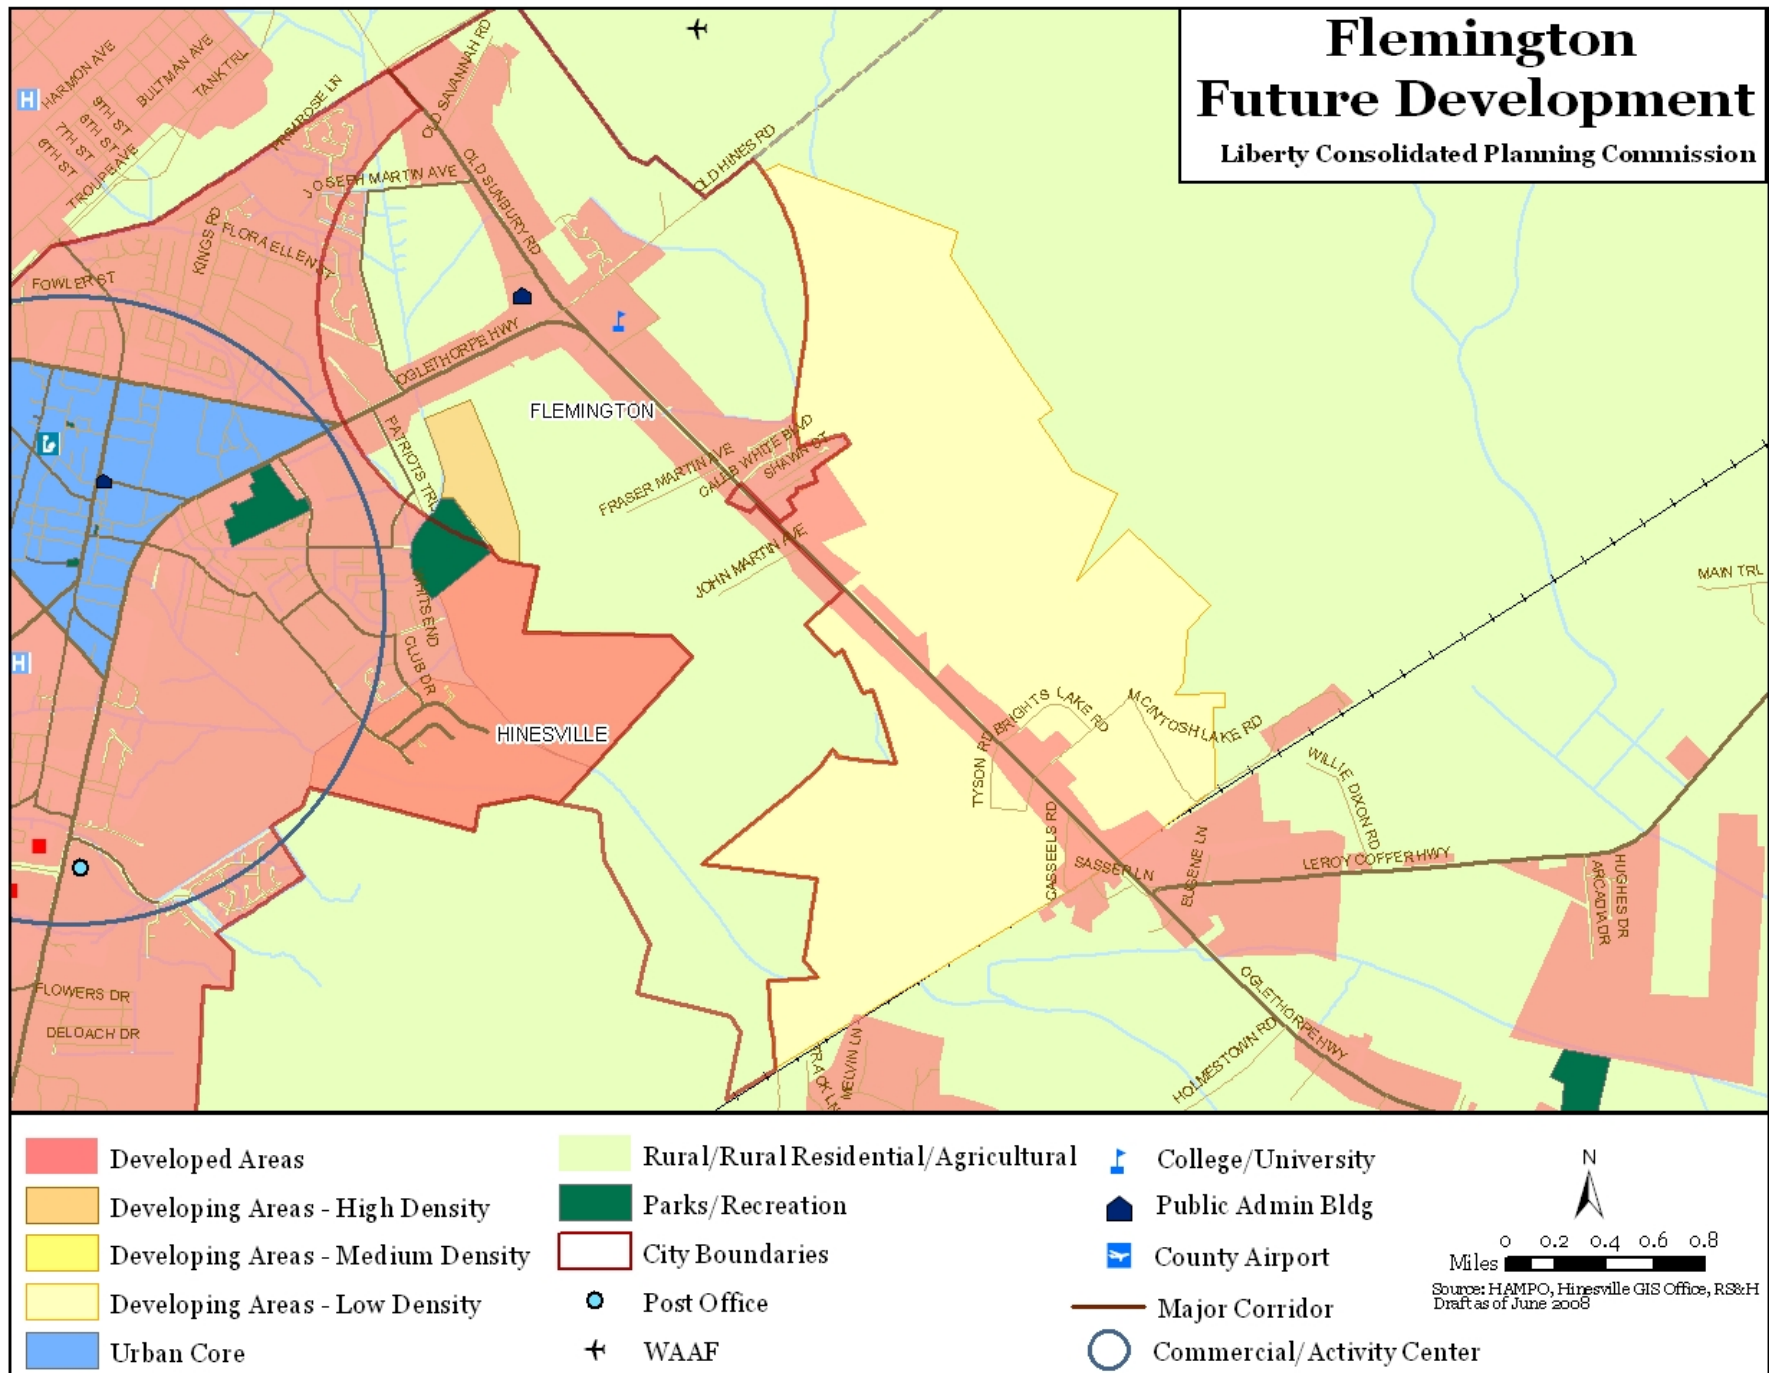 Flemington
Future Development
Liberty Consolidated Planning Commission
H
HARMON AVE
BULTMAN AVE
TANK TRL
9TH ST
8TH ST
7TH ST
6TH ST
TROUPE AVE
PRIMROSE LN
OLD SAVANNAH RD
OLD HINES RD
JOSEPH MARTIN AVE
OLD SUNBURY RD
KINGS RD
FLORA ELLEN ST
FOWLER ST
OGLETHORPE HWY
FLEMINGTON
PATRIOTS TRL
FRASER MARTIN AVE
CALEB WHITE BLVD
SHAWN CT
JOHN MARTIN AVE
MAIN TRL
WHITS END
CLUB DR
H
HINESVILLE
BRIGHTS LAKE RD
MCINTOSH LAKE RD
TYSON RD
WILLIE DIXON RD
CASSEELS RD
SASSER LN
EUGENE LN
LEROY COFFER HWY
ARCADIA DR
HUGHES DR
FLOWERS DR
DELOACH DR
OGLETHORPE HWY
HOLMESTOWN RD
TRACK LN
MELVIN LN
Developed Areas
Developing Areas - High Density
Developing Areas - Medium Density
Developing Areas - Low Density
Urban Core
Rural/Rural Residential/Agricultural
Parks/Recreation
City Boundaries
Post Office
WAAF
College/University
Public Admin Bldg
County Airport
Major Corridor
Commercial/Activity Center
N
0 0.2 0.4 0.6 0.8
Miles
Source: HAMPO, Hinesville GIS Office, RS&H
Draft as of June 2008